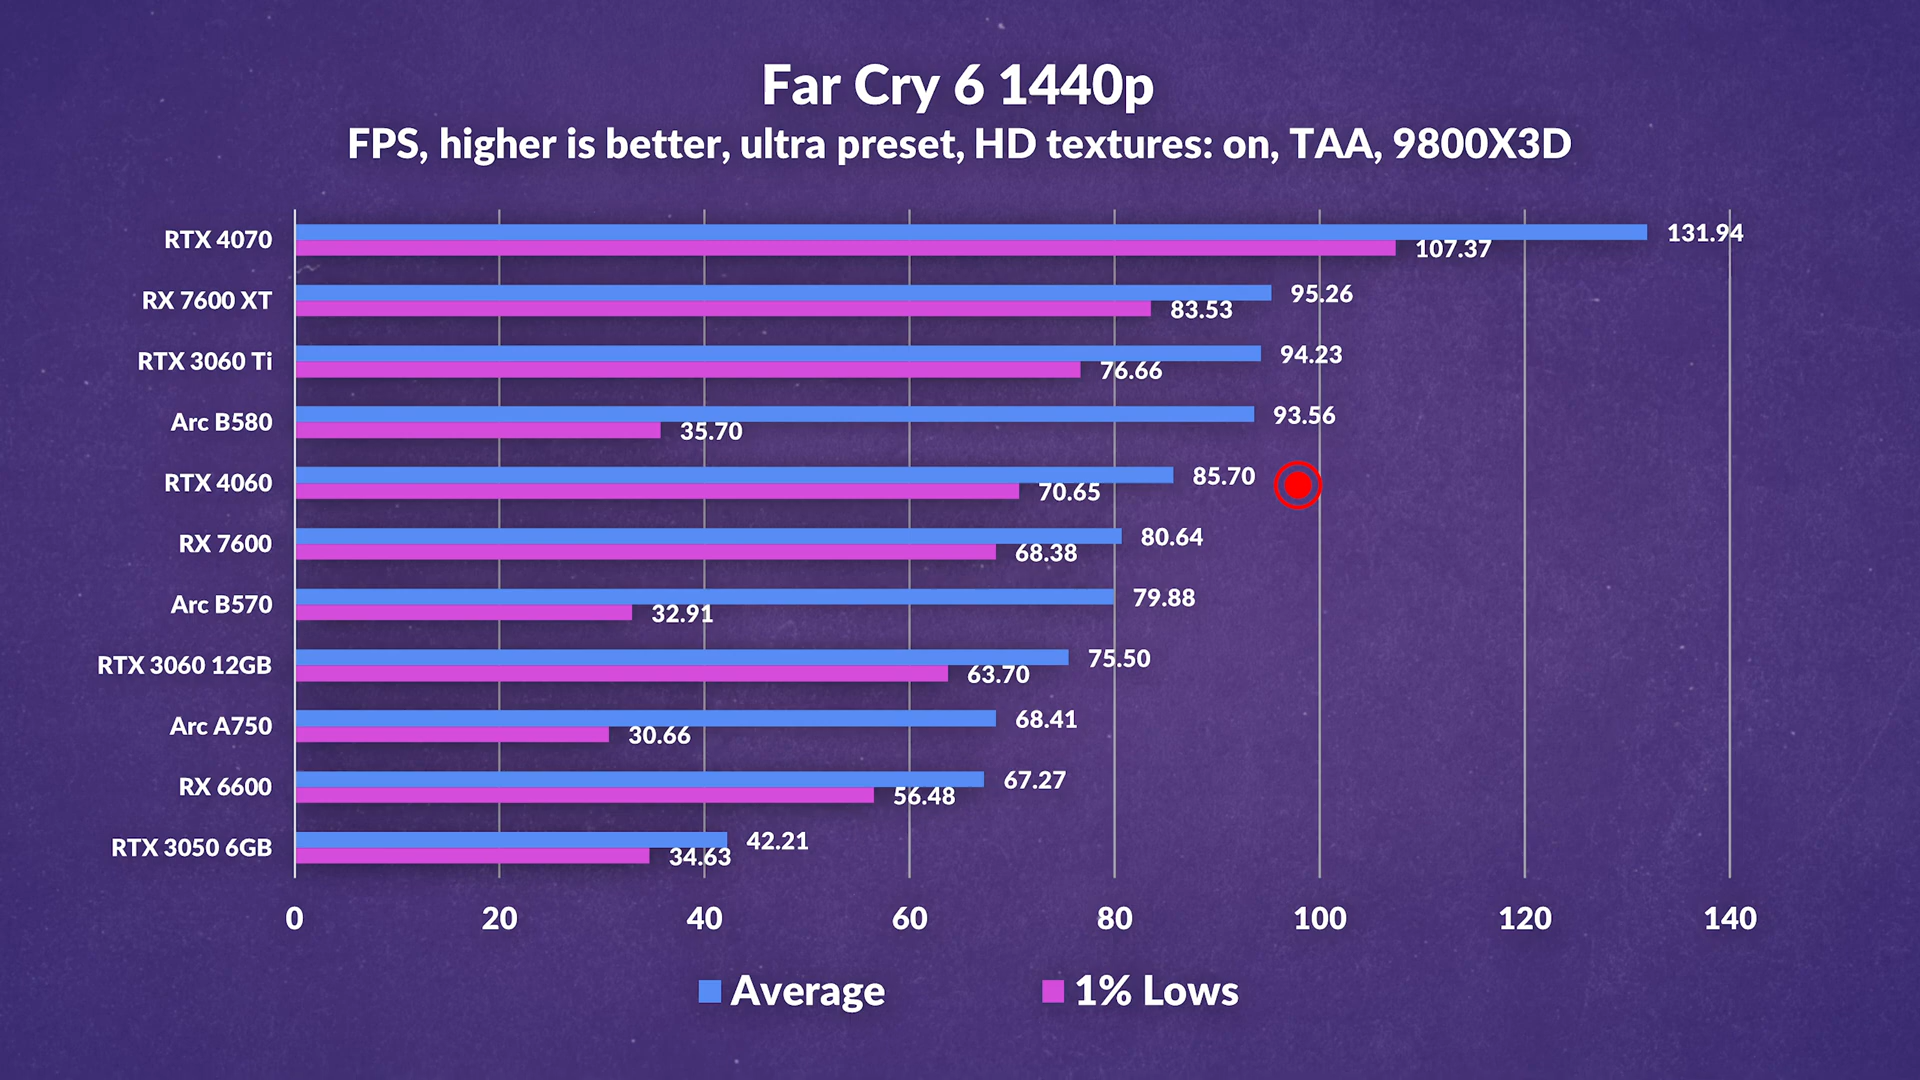 Far Cry 6 1440p
FPS, higher is better, ultra preset, HD textures: on, TAA, 9800X3D
RTX 4070 131.94
107.37
RX 7600 XT 95.26
83.53
RTX 3060 Ti 94.23
76.66
Arc B580 93.56
35.70
RTX 4060 85.70
70.65
RX 7600 80.64
68.38
Arc B570 79.88
32.91
RTX 3060 12GB 75.50
63.70
Arc A750 68.41
30.66
RX 6600 67.27
56.48
RTX 3050 6GB 42.21
34.63
0 20 40 60 80 100 120 140
Average 1% Lows